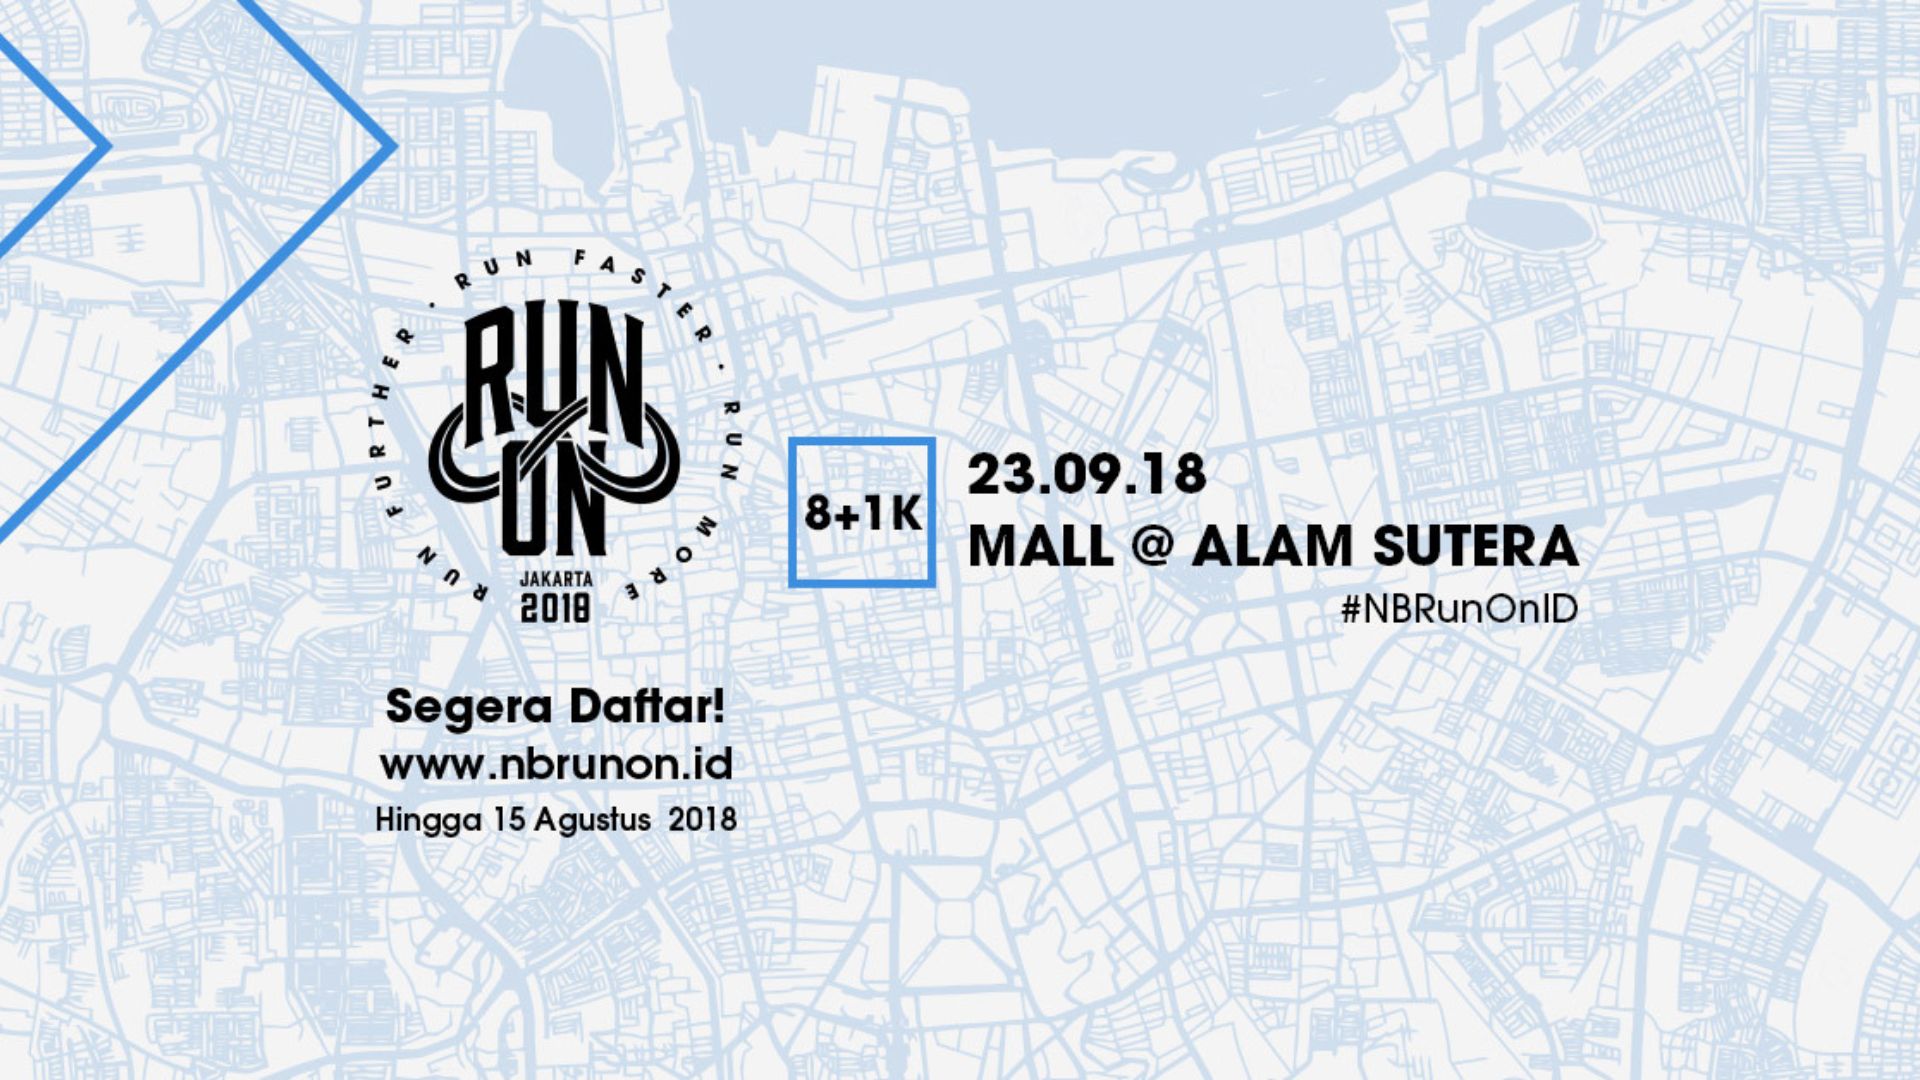 RUN FURTHER · RUN FASTER · RUN MORE
RUN
ON
JAKARTA
2018
Segera Daftar!
www.nbrunon.id
Hingga 15 Agustus 2018
8+1K
23.09.18
MALL @ ALAM SUTERA
#NBRunOnID